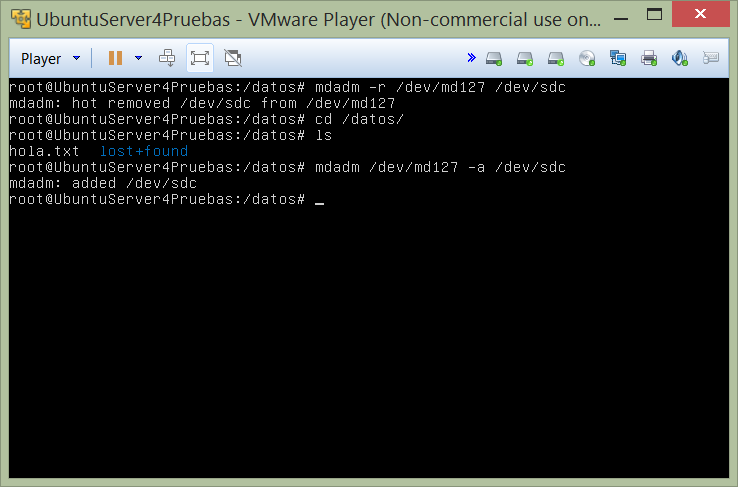 UbuntuServer4Pruebas - VMware Player (Non-commercial use on...
Player
root@UbuntuServer4Pruebas:/datos# mdadm -r /dev/md127 /dev/sdc
mdadm: hot removed /dev/sdc from /dev/md127
root@UbuntuServer4Pruebas:/datos# cd /datos/
root@UbuntuServer4Pruebas:/datos# ls
hola.txt  lost+found
root@UbuntuServer4Pruebas:/datos# mdadm /dev/md127 -a /dev/sdc
mdadm: added /dev/sdc
root@UbuntuServer4Pruebas:/datos# _